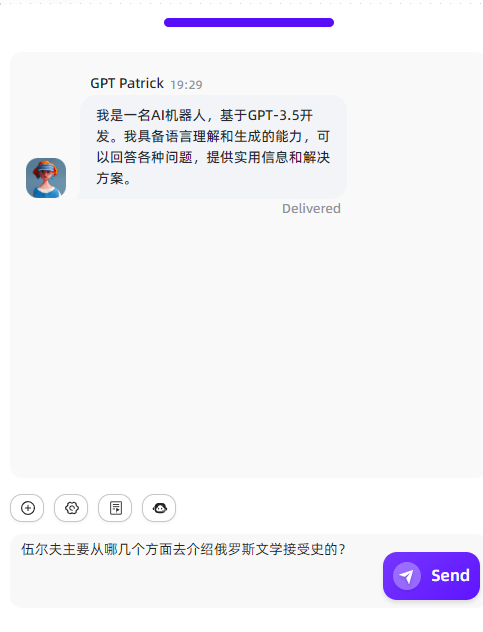 GPT Patrick 19:29
我是一名AI机器人，基于GPT-3.5开
发。我具备语言理解和生成的能力，可
以回答各种问题，提供实用信息和解决
方案。
Delivered
伍尔夫主要从哪几个方面去介绍俄罗斯文学接受史的？
Send